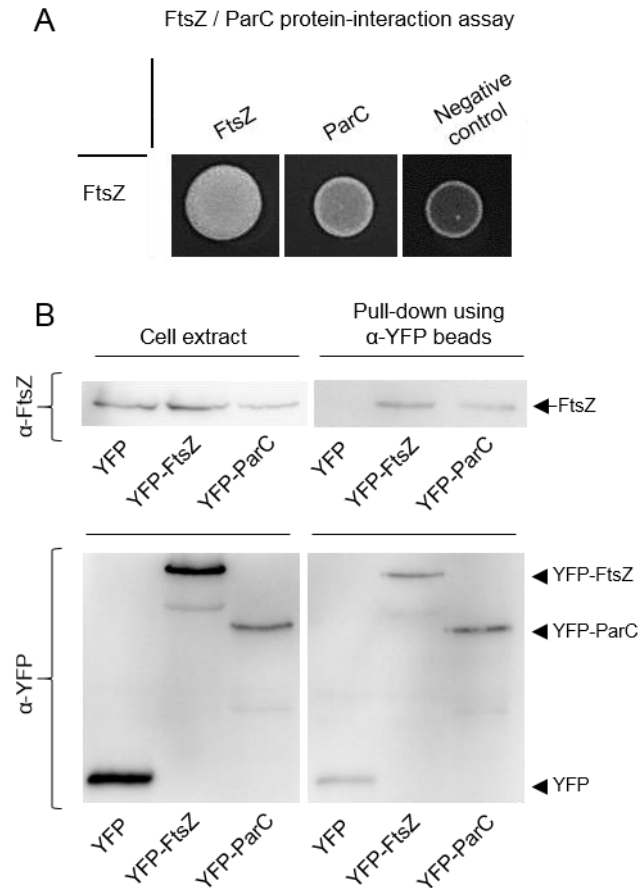 A
FtsZ / ParC protein-interaction assay
FtsZ
ParC
Negative
control
FtsZ
B
Cell extract
Pull-down using
α-YFP beads
α-FtsZ
FtsZ
YFP
YFP-FtsZ
YFP-ParC
YFP
YFP-FtsZ
YFP-ParC
α-YFP
YFP-FtsZ
YFP-ParC
YFP
YFP
YFP-FtsZ
YFP-ParC
YFP
YFP-FtsZ
YFP-ParC